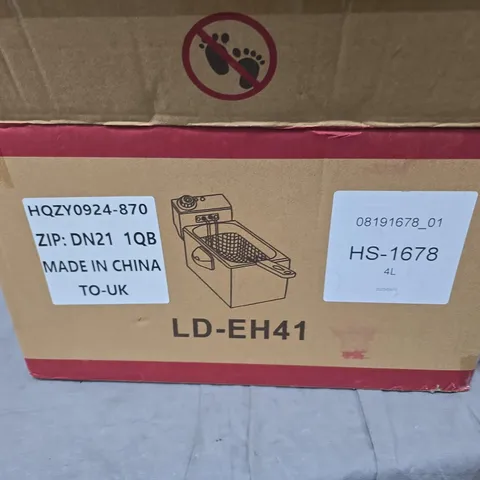 HQZY0924-870
ZIP: DN21 1QB
MADE IN CHINA
TO-UK
08191678_01
HS-1678
4L
LD-EH41